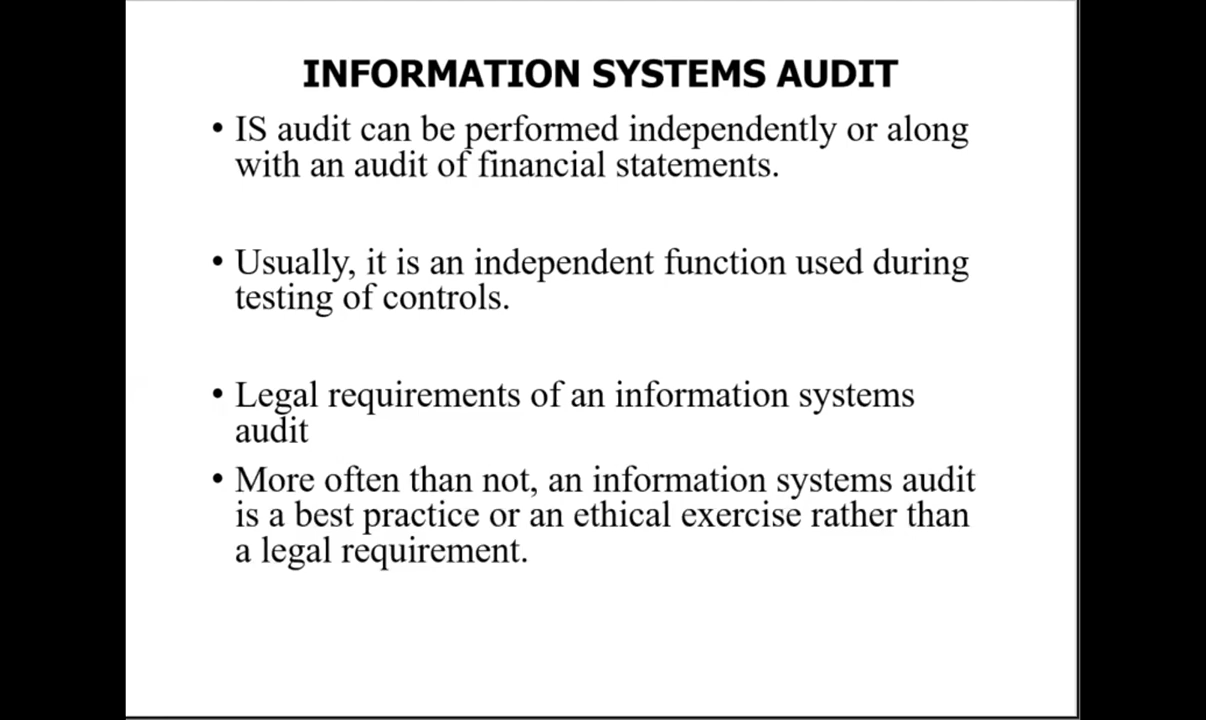 INFORMATION SYSTEMS AUDIT
• IS audit can be performed independently or along
with an audit of financial statements.
• Usually, it is an independent function used during
testing of controls.
• Legal requirements of an information systems
audit
• More often than not, an information systems audit
is a best practice or an ethical exercise rather than
a legal requirement.